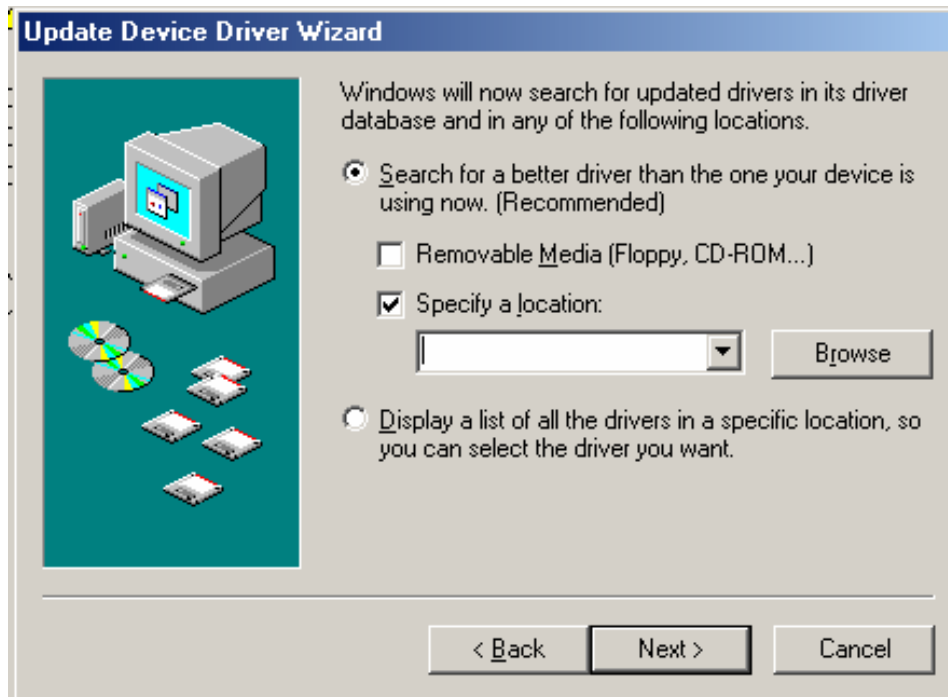 Update Device Driver Wizard
Windows will now search for updated drivers in its driver
database and in any of the following locations.
Search for a better driver than the one your device is
using now. (Recommended)
Removable Media (Floppy, CD-ROM...)
Specify a location:
Browse
Display a list of all the drivers in a specific location, so
you can select the driver you want.
< Back
Next >
Cancel